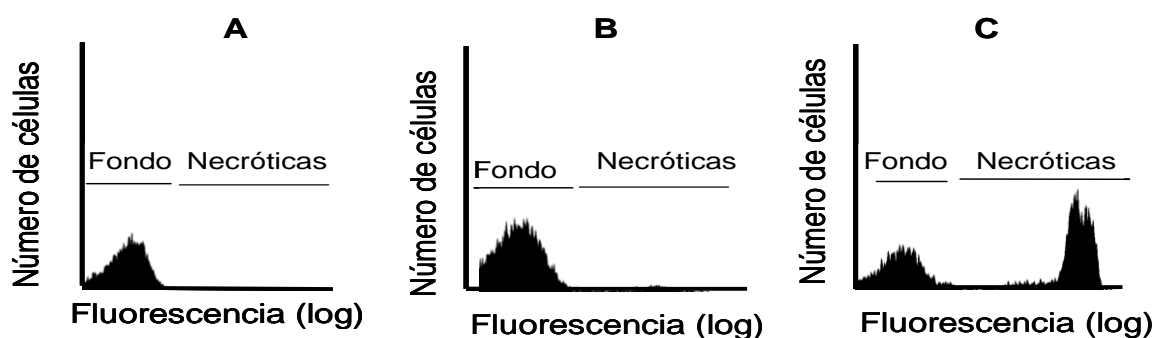 A
Número de células
Fondo
Necróticas
Fluorescencia (log)
B
Número de células
Fondo
Necróticas
Fluorescencia (log)
C
Número de células
Fondo
Necróticas
Fluorescencia (log)